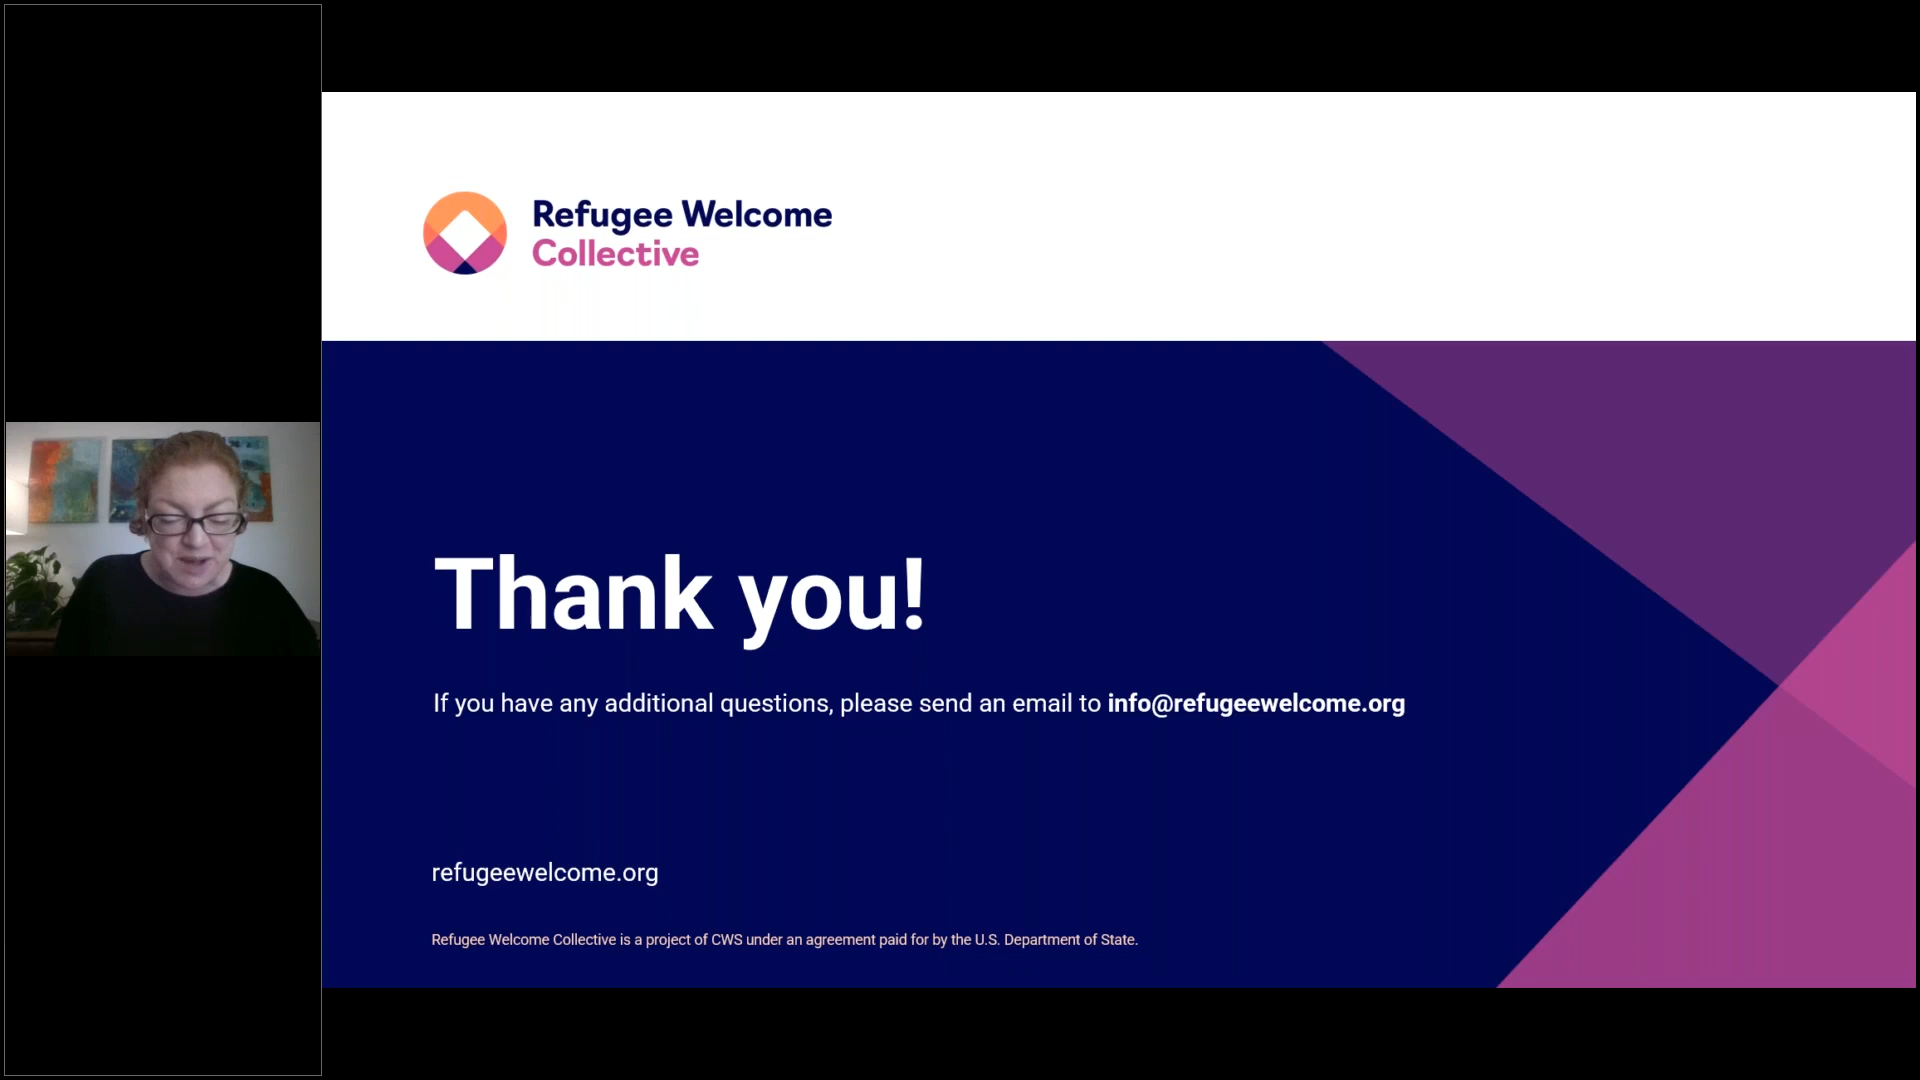 Refugee Welcome
Collective
Thank you!
If you have any additional questions, please send an email to info@refugeewelcome.org
refugeewelcome.org
Refugee Welcome Collective is a project of CWS under an agreement paid for by the U.S. Department of State.